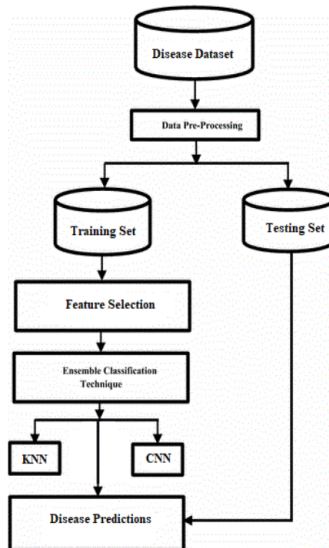 Disease Dataset
Data Pre-Processing
Training Set
Testing Set
Feature Selection
Ensemble Classification
Technique
KNN
CNN
Disease Predictions